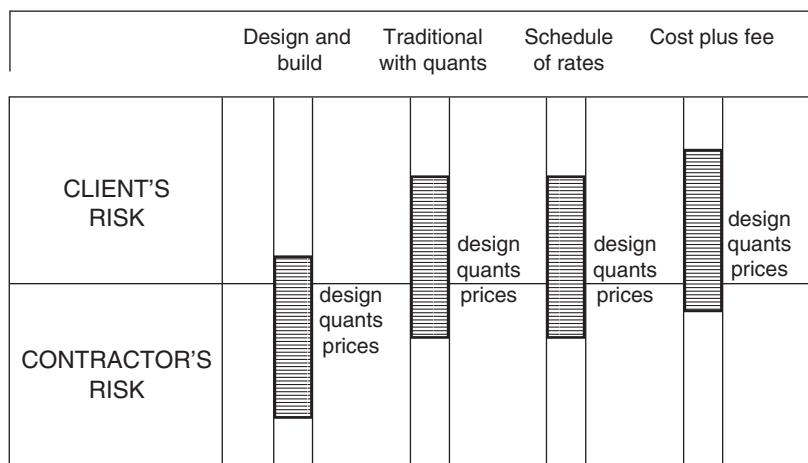 Design and
build
Traditional
with quants
Schedule
of rates
Cost plus fee
CLIENT'S
RISK
design
quants
prices
design
quants
prices
design
quants
prices
design
quants
prices
CONTRACTOR'S
RISK